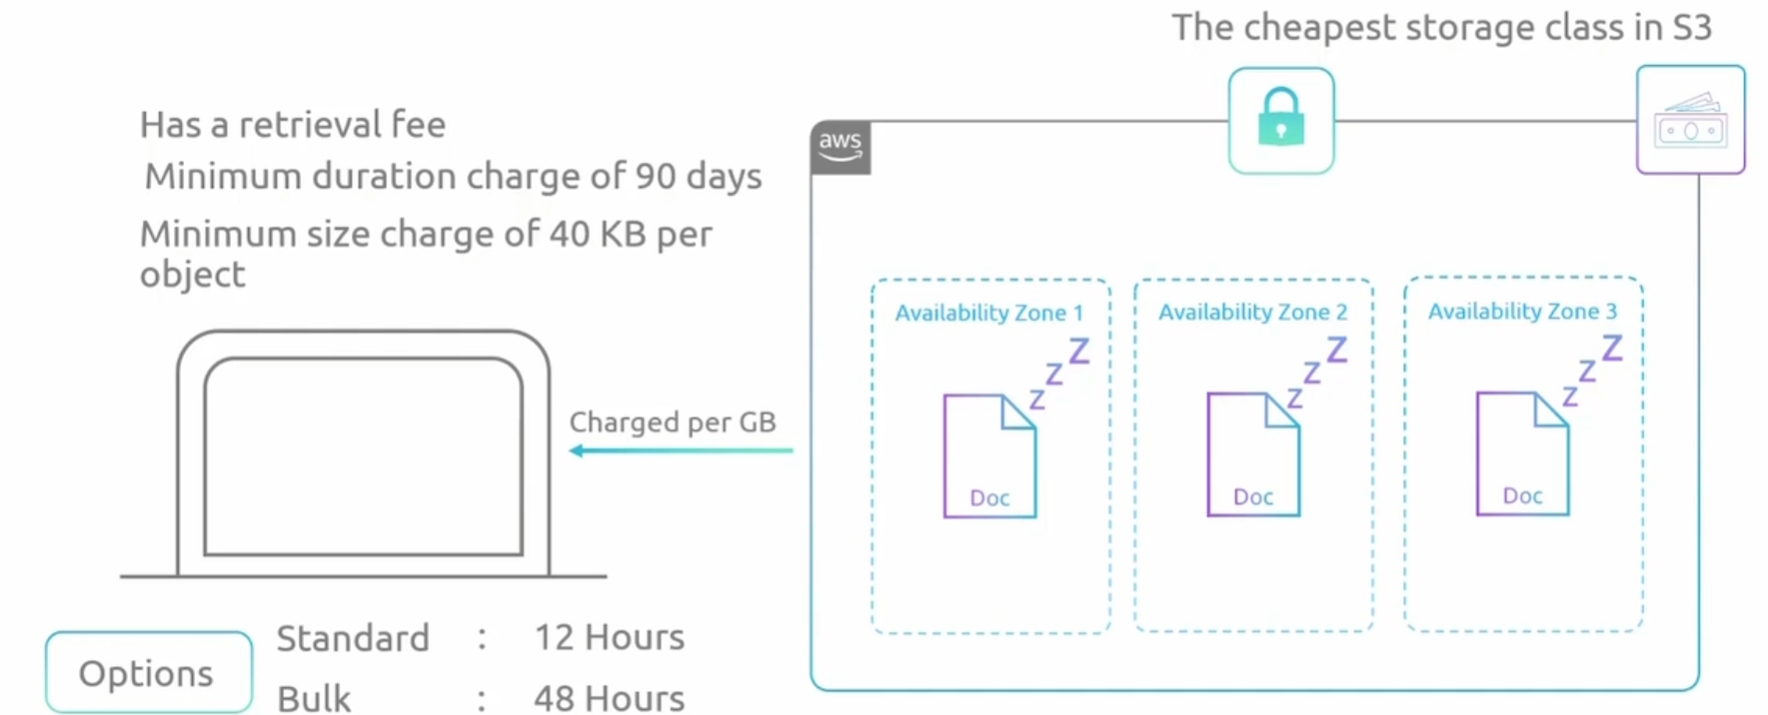 The cheapest storage class in S3
Has a retrieval fee
Minimum duration charge of 90 days
Minimum size charge of 40 KB per
object
aws
Availability Zone 1
Availability Zone 2
Availability Zone 3
z z Z
z z Z
z z Z
Charged per GB
Doc
Doc
Doc
Options
Standard : 12 Hours
Bulk : 48 Hours